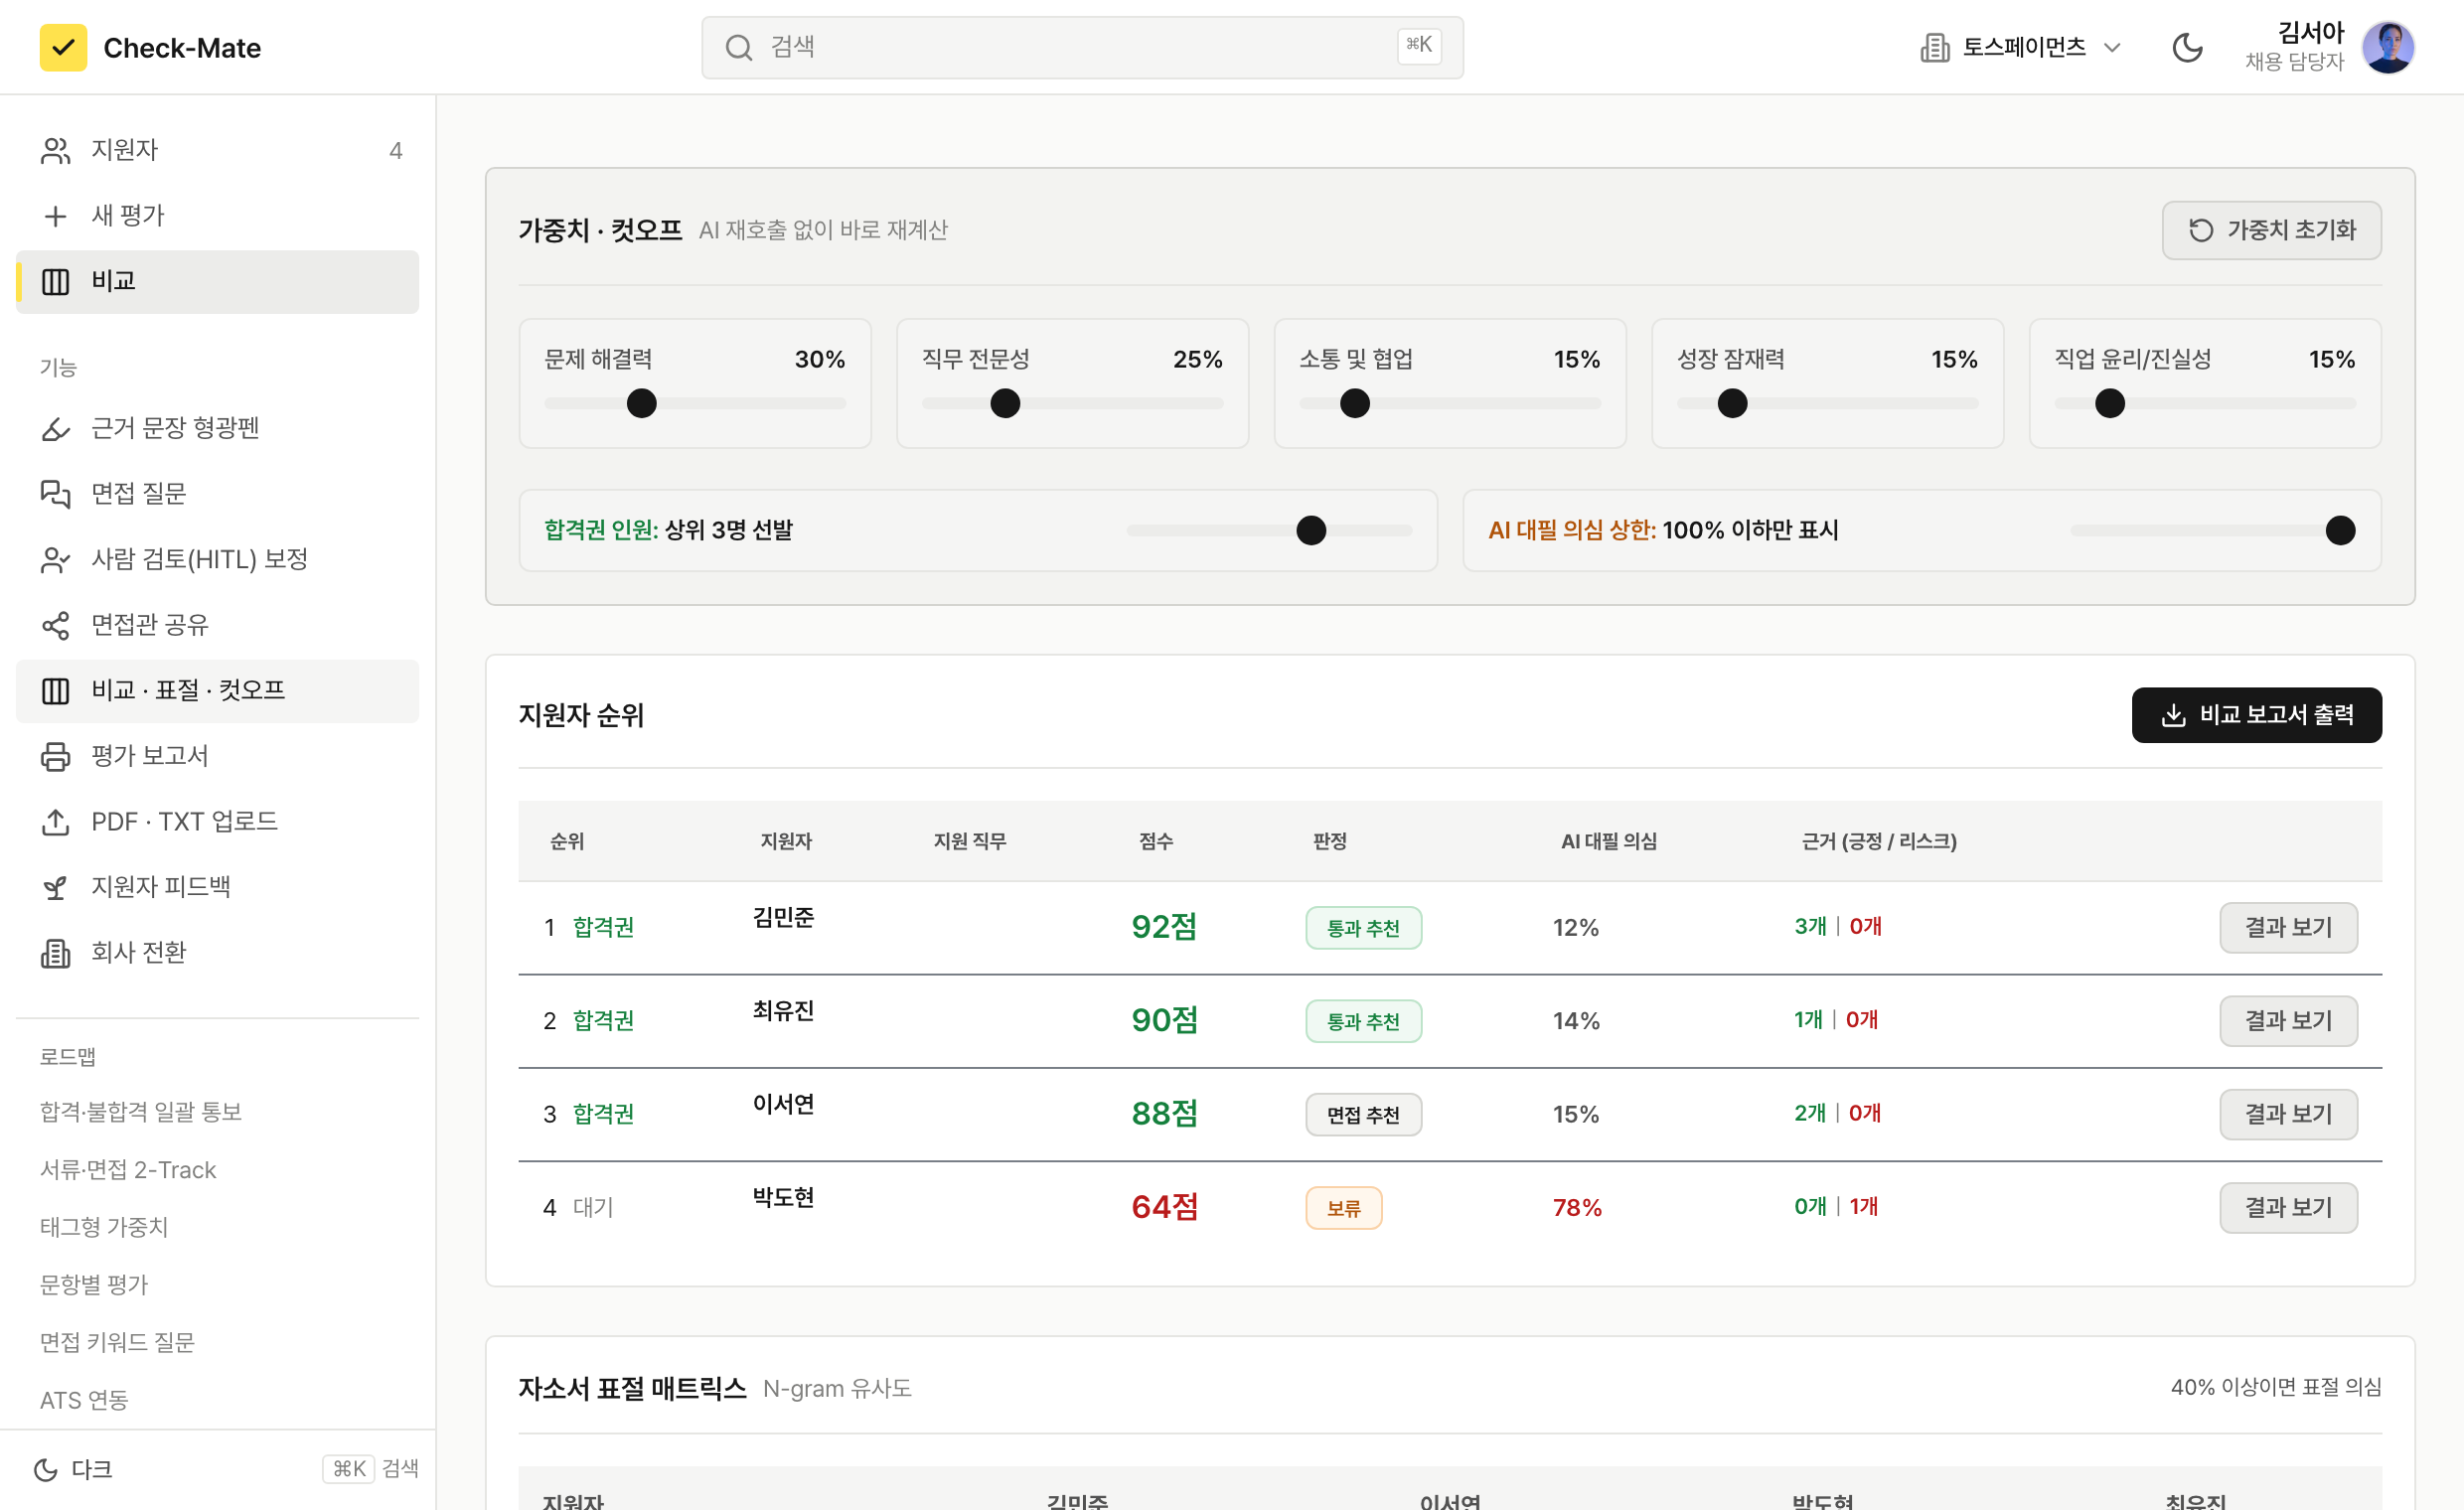 Check-Mate
검색
⌘K
토스페이먼츠
김서아
채용 담당자
지원자 4
새 평가
비교
기능
근거 문장 형광펜
면접 질문
사람 검토(HITL) 보정
면접관 공유
비교 · 표절 · 컷오프
평가 보고서
PDF · TXT 업로드
지원자 피드백
회사 전환
로드맵
합격·불합격 일괄 통보
서류·면접 2-Track
태그형 가중치
문항별 평가
면접 키워드 질문
ATS 연동
다크 ⌘K 검색
가중치 · 컷오프 AI 재호출 없이 바로 재계산
가중치 초기화
문제 해결력 30%
직무 전문성 25%
소통 및 협업 15%
성장 잠재력 15%
직업 윤리/진실성 15%
합격권 인원: 상위 3명 선발
AI 대필 의심 상한: 100% 이하만 표시
지원자 순위
비교 보고서 출력
순위 지원자 지원 직무 점수 판정 AI 대필 의심 근거 (긍정 / 리스크)
1 합격권 김민준 92점 통과 추천 12% 3개 | 0개 결과 보기
2 합격권 최유진 90점 통과 추천 14% 1개 | 0개 결과 보기
3 합격권 이서연 88점 면접 추천 15% 2개 | 0개 결과 보기
4 대기 박도현 64점 보류 78% 0개 | 1개 결과 보기
자소서 표절 매트릭스 N-gram 유사도
40% 이상이면 표절 의심
지원자 김민준 이서연 박도현 최유진